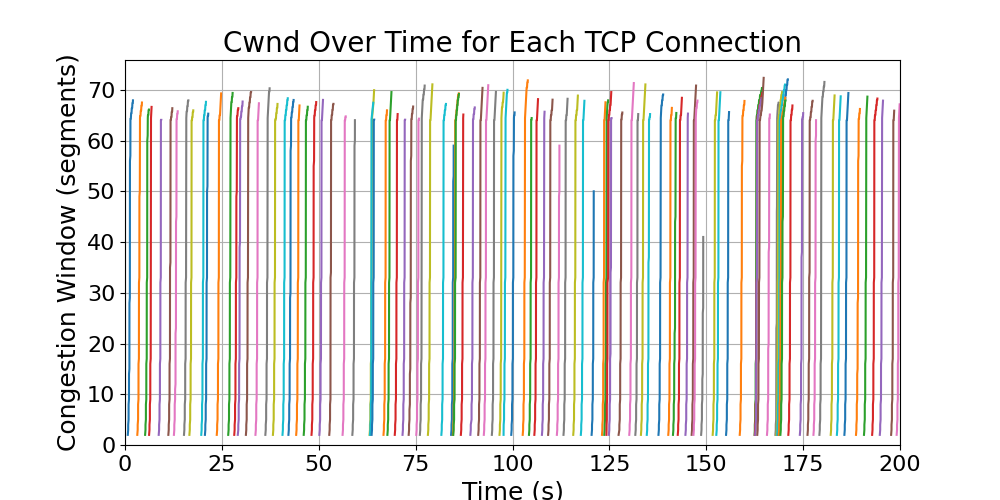 Cwnd Over Time for Each TCP Connection
Congestion Window (segments)
70
60
50
40
30
20
10
0
0 25 50 75 100 125 150 175 200
Time (s)